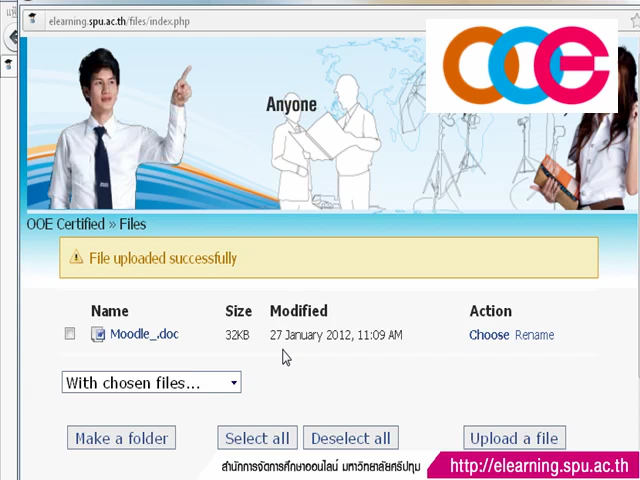 elearning.spu.ac.th/files/index.php
OOE
Anyone
OOE Certified » Files
File uploaded successfully
Name Size Modified Action
Moodle_.doc 32KB 27 January 2012, 11:09 AM Choose Rename
With chosen files...
Make a folder Select all Deselect all Upload a file
สำนักการจัดการศึกษาออนไลน์ มหาวิทยาลัยศรีปทุม http://elearning.spu.ac.th